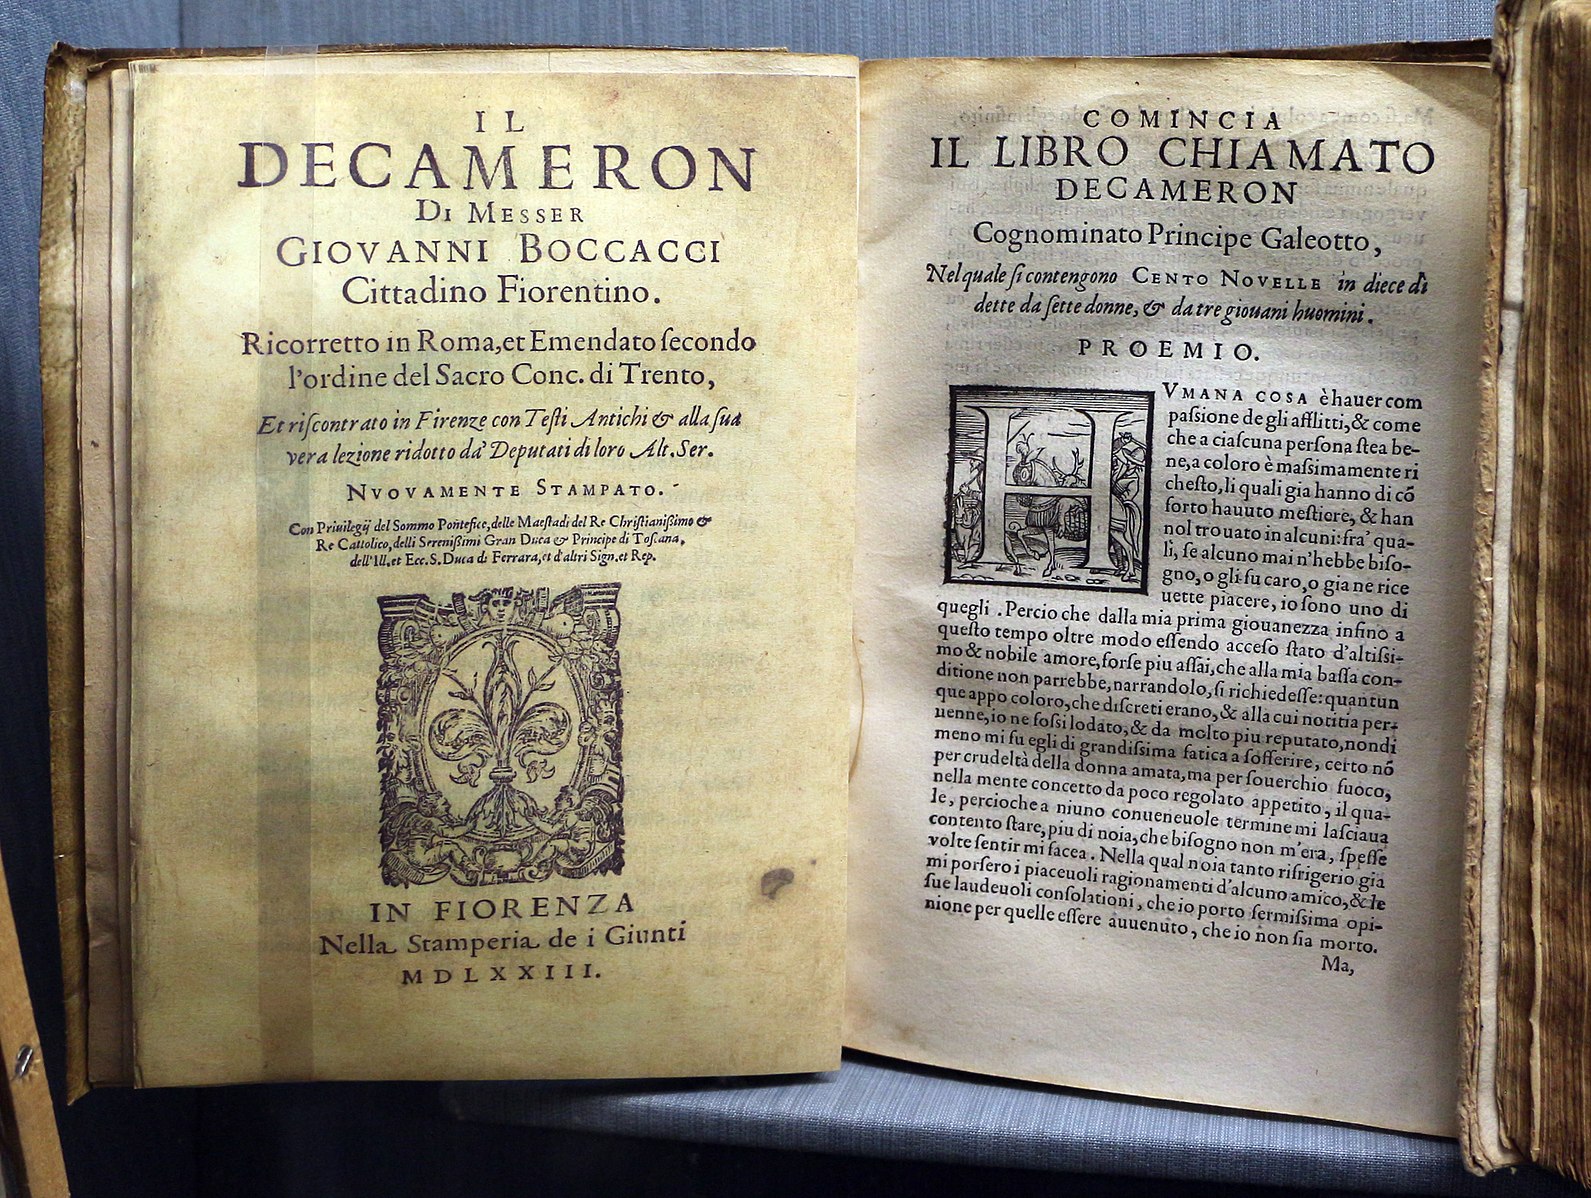 IL
DECAMERON
DI MESSER
GIOVANNI BOCCACCI
Cittadino Fiorentino.
Ricorretto in Roma, et Emendato ſecondo
l'ordine del Sacro Conc. di Trento,
Et riſcontrato in Firenze con Teſti Antichi & alla ſua
vera lezione ridotto da' Deputati di loro Alt. Ser.
NVOVAMENTE STAMPATO.
Con Priuilegij del Sommo Pontefice, delle Maeſtadi del Re Chriſtianißimo &
Re Cattolico, delli Sereniſſimi Gran Duca & Principe di Toſcana,
dell'Ill. et Ecc. S. Duca di Ferrara, et d'altri Sign. et Rep.
IN FIORENZA
Nella Stamperia de i Giunti
MDLXXIII.
COMINCIA
IL LIBRO CHIAMATO
DECAMERON
Cognominato Principe Galeotto,
Nel quale ſi contengono CENTO NOVELLE in diece dì
dette da ſette donne, & da tre giouani huomini.
PROEMIO.
HVMANA COSA è hauer com
paſſione de gli afflitti, & come
che a ciaſcuna perſona ſtea be-
ne, a coloro è maſſimamente ri
cheſto, li quali gia hanno di cō
forto hauuto meſtiere, & han
nol trouato in alcuni: fra' qua-
li, ſe alcuno mai n'hebbe biſo-
gno, o gli fu caro, o gia ne rice
uette piacere, io ſono uno di
quegli. Percio che dalla mia prima giouanezza infino a
queſto tempo oltre modo eſſendo acceſo ſtato d'altiſſi-
mo & nobile amore, forſe piu aſſai, che alla mia baſſa con-
ditione non parrebbe, narrandolo, ſi richiedeſſe: quantun
que appo coloro, che diſcreti erano, & alla cui notitia per-
uenne, io ne foſſi lodato, & da molto piu reputato, nondi
meno mi fu egli di grandiſſima fatica a ſofferire, certo nō
per crudeltà della donna amata, ma per ſouerchio fuoco,
nella mente concetto da poco regolato appetito, il qua-
le, percioche a niuno conueneuole termine mi laſciaua
contento ſtare, piu di noia, che biſogno non m'era, ſpeſſe
volte ſentir mi facea. Nella qual noia tanto rifrigerio gia
mi porſero i piaceuoli ragionamenti d'alcuno amico, & le
ſue laudeuoli conſolationi, che io porto fermiſſima opi-
nione per quelle eſſere auuenuto, che io non ſia morto.
Ma,